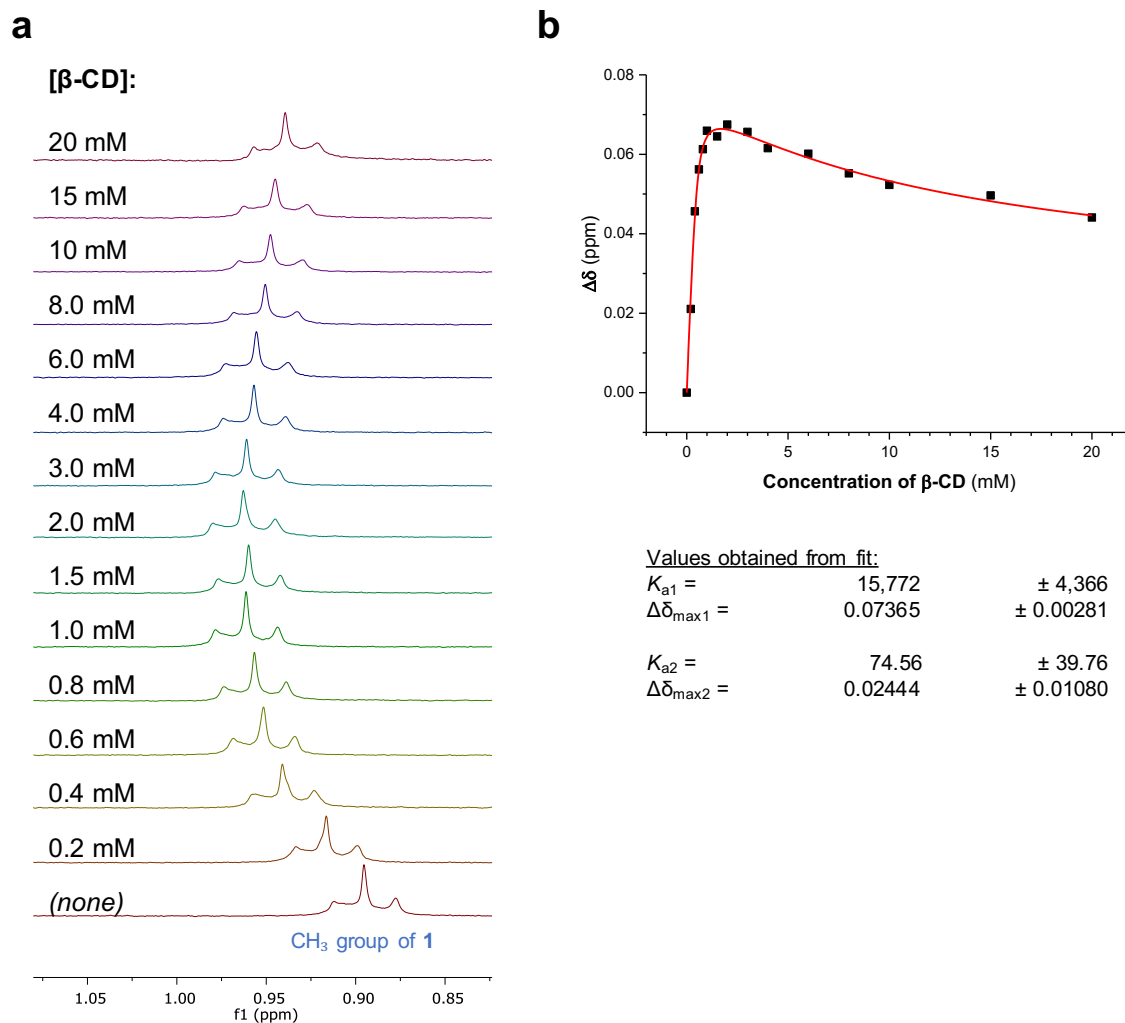 a
[β-CD]:
20 mM
15 mM
10 mM
8.0 mM
6.0 mM
4.0 mM
3.0 mM
2.0 mM
1.5 mM
1.0 mM
0.8 mM
0.6 mM
0.4 mM
0.2 mM
(none)
CH₃ group of 1
1.05 1.00 0.95 0.90 0.85
f1 (ppm)
b
0.08
0.06
0.04
0.02
0.00
Δδ (ppm)
0 5 10 15 20
Concentration of β-CD (mM)
Values obtained from fit:
Kₐ₁ = 15,772 ± 4,366
Δδₘₐₓ₁ = 0.07365 ± 0.00281
Kₐ₂ = 74.56 ± 39.76
Δδₘₐₓ₂ = 0.02444 ± 0.01080